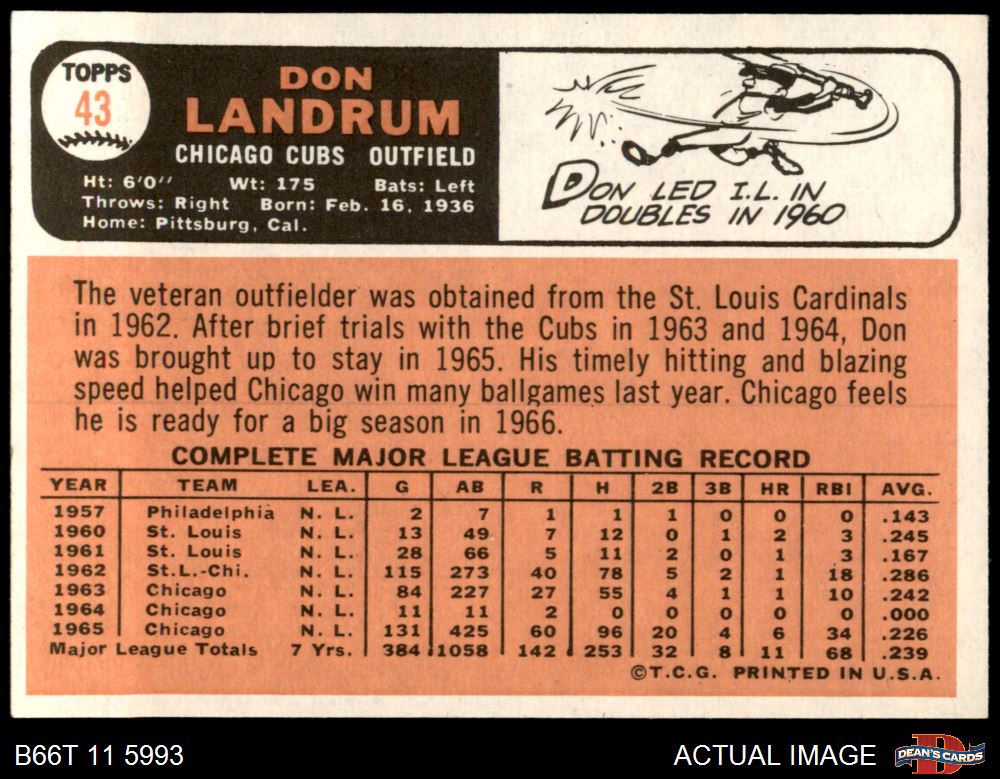 TOPPS
43
DON
LANDRUM
CHICAGO CUBS OUTFIELD
Ht: 6'0" Wt: 175 Bats: Left
Throws: Right Born: Feb. 16, 1936
Home: Pittsburg, Cal.
DON LED I.L. IN
DOUBLES IN 1960
The veteran outfielder was obtained from the St. Louis Cardinals
in 1962. After brief trials with the Cubs in 1963 and 1964, Don
was brought up to stay in 1965. His timely hitting and blazing
speed helped Chicago win many ballgames last year. Chicago feels
he is ready for a big season in 1966.
COMPLETE MAJOR LEAGUE BATTING RECORD
YEAR TEAM LEA. G AB R H 2B 3B HR RBI AVG.
1957 Philadelphia N. L. 2 7 1 1 1 0 0 0 .143
1960 St. Louis N. L. 13 49 7 12 0 1 2 3 .245
1961 St. Louis N. L. 28 66 5 11 2 0 1 3 .167
1962 St.L.-Chi. N. L. 115 273 40 78 5 2 1 18 .286
1963 Chicago N. L. 84 227 27 55 4 1 1 10 .242
1964 Chicago N. L. 11 11 2 0 0 0 0 0 .000
1965 Chicago N. L. 131 425 60 96 20 4 6 34 .226
Major League Totals 7 Yrs. 384 1058 142 253 32 8 11 68 .239
©T.C.G. PRINTED IN U.S.A.
B66T 11 5993
ACTUAL IMAGE
DEAN'S CARDS